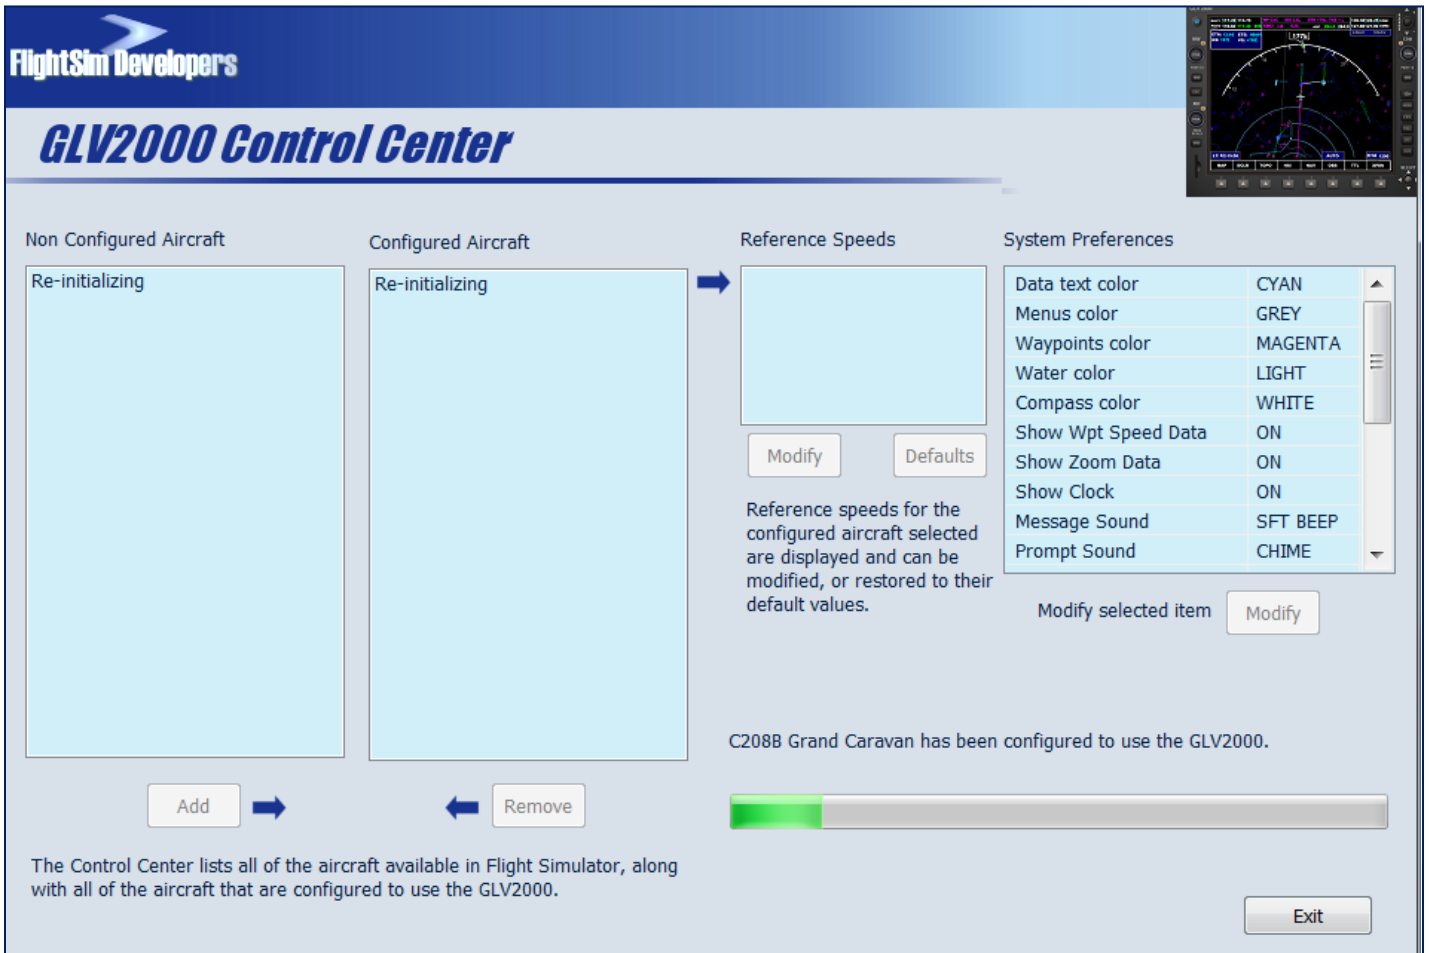 FlightSim Developers
GLV2000 Control Center
Non Configured Aircraft
Re-initializing
Add
Configured Aircraft
Re-initializing
Remove
The Control Center lists all of the aircraft available in Flight Simulator, along
with all of the aircraft that are configured to use the GLV2000.
Reference Speeds
Modify
Defaults
Reference speeds for the
configured aircraft selected
are displayed and can be
modified, or restored to their
default values.
System Preferences
Data text color CYAN
Menus color GREY
Waypoints color MAGENTA
Water color LIGHT
Compass color WHITE
Show Wpt Speed Data ON
Show Zoom Data ON
Show Clock ON
Message Sound SFT BEEP
Prompt Sound CHIME
Modify selected item Modify
C208B Grand Caravan has been configured to use the GLV2000.
Exit